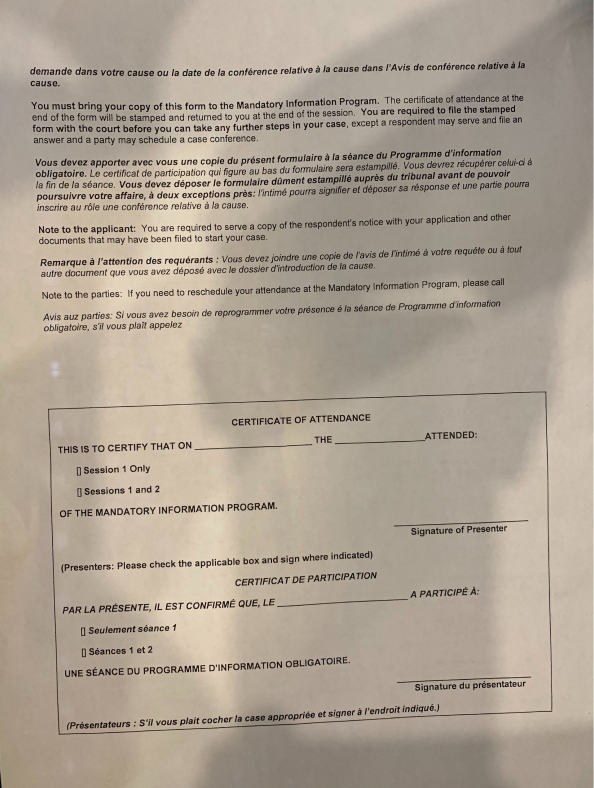 demande dans votre cause ou la date de la conférence relative à la cause dans l'Avis de conférence relative à la
cause.
You must bring your copy of this form to the Mandatory Information Program. The certificate of attendance at the
end of the form will be stamped and returned to you at the end of the session. You are required to file the stamped
form with the court before you can take any further steps in your case, except a respondent may serve and file an
answer and a party may schedule a case conference.
Vous devez apporter avec vous une copie du présent formulaire à la séance du Programme d'information
obligatoire. Le certificat de participation qui figure au bas du formulaire sera estampillé. Vous devrez récupérer celui-ci à
la fin de la séance. Vous devez déposer le formulaire dûment estampillé auprès du tribunal avant de pouvoir
poursuivre votre affaire, à deux exceptions près: l'intimé pourra signifier et déposer sa réponse et une partie pourra
inscrire au rôle une conférence relative à la cause.
Note to the applicant: You are required to serve a copy of the respondent's notice with your application and other
documents that may have been filed to start your case.
Remarque à l'attention des requérants : Vous devez joindre une copie de l'avis de l'intimé à votre requête ou à tout
autre document que vous avez déposé avec le dossier d'introduction de la cause.
Note to the parties: If you need to reschedule your attendance at the Mandatory Information Program, please call
Avis auz parties: Si vous avez besoin de reprogrammer votre présence é la séance de Programme d'information
obligatoire, s'il vous plaît appelez
CERTIFICATE OF ATTENDANCE
THIS IS TO CERTIFY THAT ON ____________________ THE ________________ATTENDED:
[] Session 1 Only
[] Sessions 1 and 2
OF THE MANDATORY INFORMATION PROGRAM.
Signature of Presenter
(Presenters: Please check the applicable box and sign where indicated)
CERTIFICAT DE PARTICIPATION
PAR LA PRÉSENTE, IL EST CONFIRMÉ QUE, LE ______________________ A PARTICIPÉ À:
[] Seulement séance 1
[] Séances 1 et 2
UNE SÉANCE DU PROGRAMME D'INFORMATION OBLIGATOIRE.
Signature du présentateur
(Présentateurs : S'il vous plait cocher la case appropriée et signer à l'endroit indiqué.)